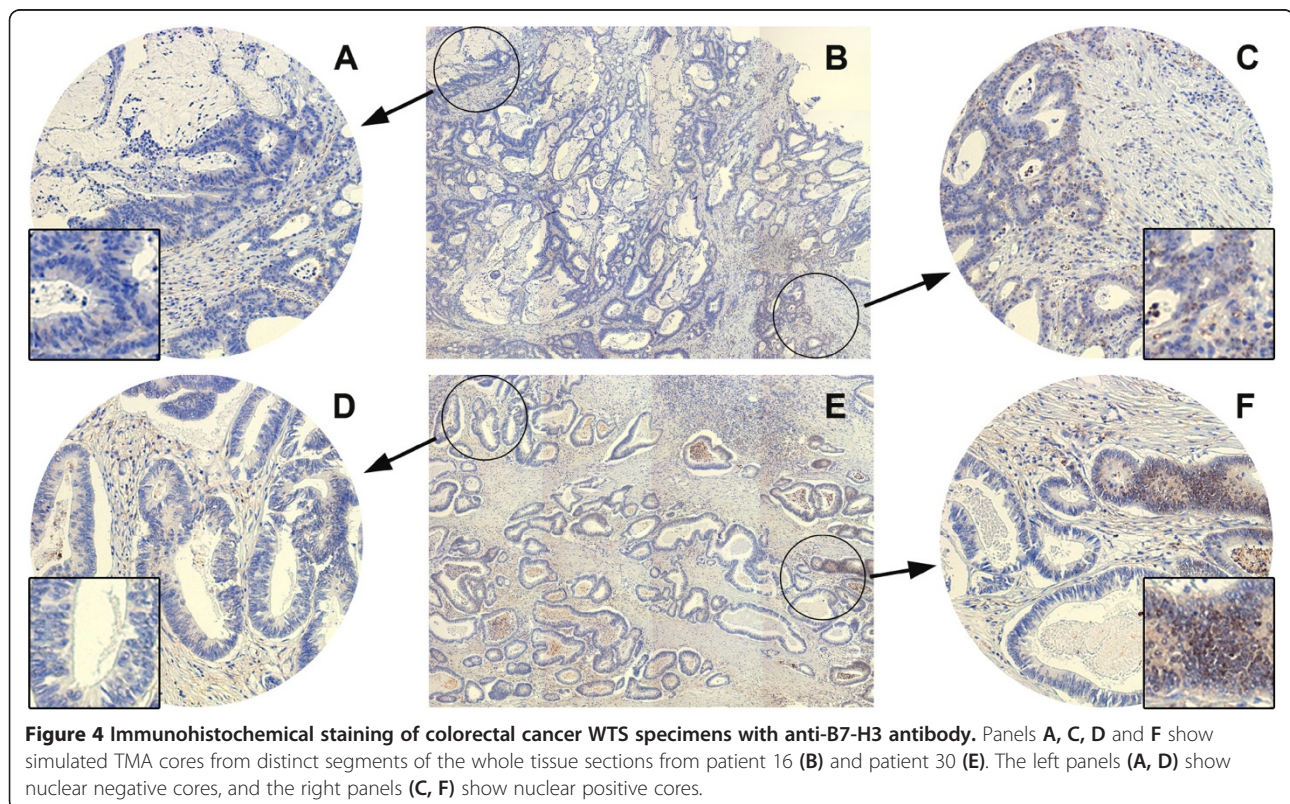 A
B
C
D
E
F
Figure 4 Immunohistochemical staining of colorectal cancer WTS specimens with anti-B7-H3 antibody. Panels A, C, D and F show
simulated TMA cores from distinct segments of the whole tissue sections from patient 16 (B) and patient 30 (E). The left panels (A, D) show
nuclear negative cores, and the right panels (C, F) show nuclear positive cores.